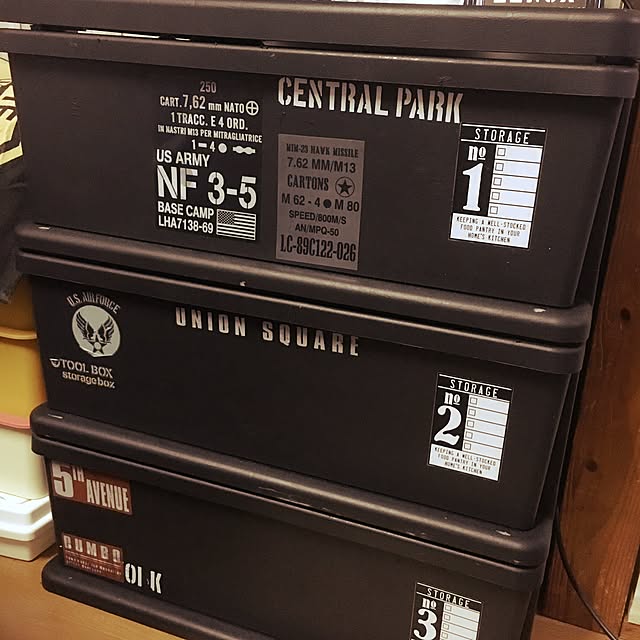 CENTRAL PARK
250
CART. 7,62 mm NATO
1 TRACC. E 4 ORD.
IN NASTRI M13 PER MITRAGLIATRICE
1 - 4
US ARMY
NF 3-5
BASE CAMP
LHA7138-69
MIM-23 HAWK MISSILE
7.62 MM/M13
CARTONS
M 62 - 4 M 80
SPEED/800M/S
AN/MPQ-50
LC-89C122-026
STORAGE
nº
1
KEEPING A WELL-STOCKED
FOOD PANTRY IN YOUR
HOME'S KITCHEN
U.S. AIR FORCE
TOOL BOX
storage box
UNION SQUARE
STORAGE
nº
2
KEEPING A WELL-STOCKED
FOOD PANTRY IN YOUR
HOME'S KITCHEN
5TH AVENUE
STORAGE
nº
3